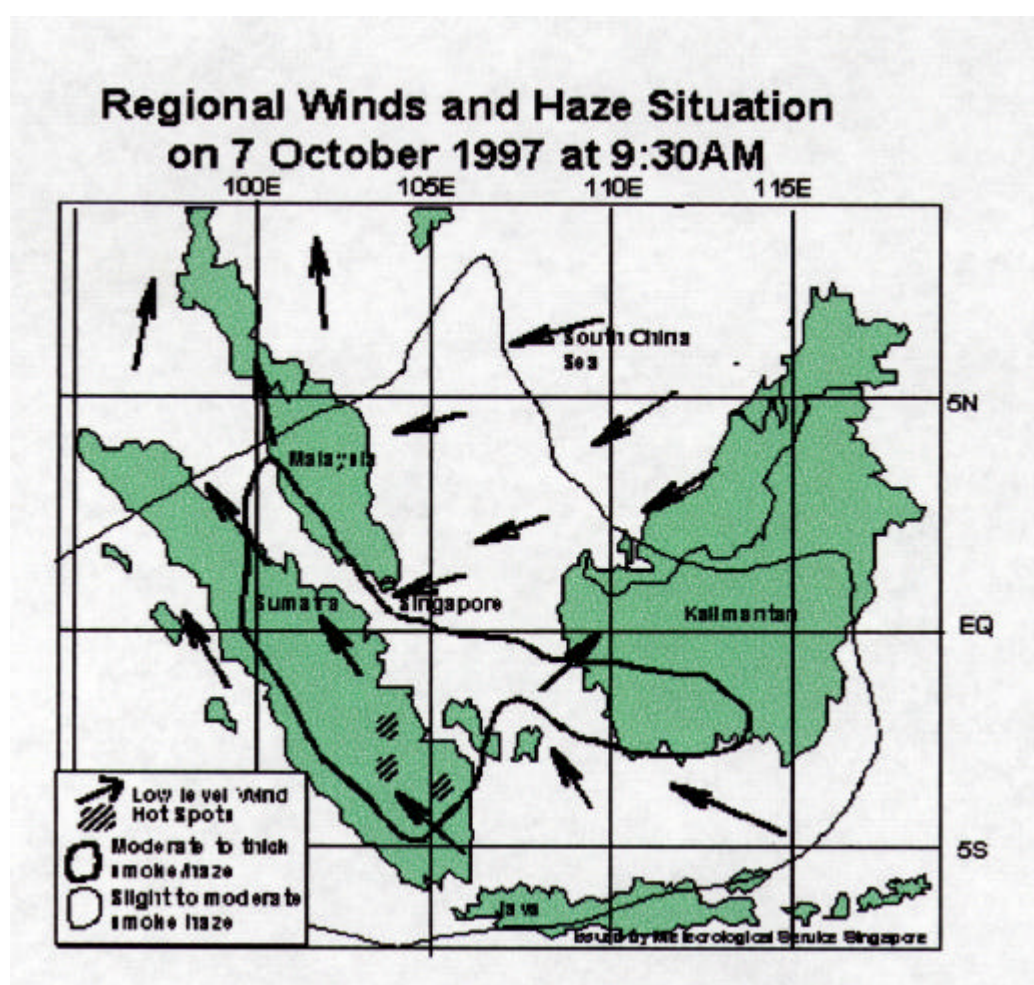 Regional Winds and Haze Situation
on 7 October 1997 at 9:30AM
100E 105E 110E 115E
South China
Sea
5N
Malaysia
Sumatra
Singapore
Kalimantan
EQ
Low level Wind
Hot Spots
Moderate to thick
smoke/haze
5S
Slight to moderate
smoke haze
Java
Issued by Meteorological Service Singapore